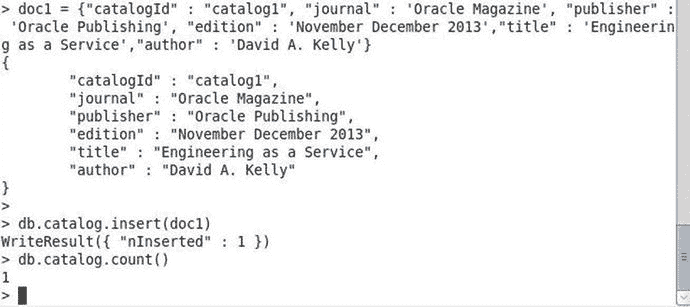 > doc1 = {"catalogId" : "catalog1", "journal" : 'Oracle Magazine', "publisher" :
'Oracle Publishing', "edition" : 'November December 2013',"title" : 'Engineerin
g as a Service',"author" : 'David A. Kelly'}
{
        "catalogId" : "catalog1",
        "journal" : "Oracle Magazine",
        "publisher" : "Oracle Publishing",
        "edition" : "November December 2013",
        "title" : "Engineering as a Service",
        "author" : "David A. Kelly"
}
>
> db.catalog.insert(doc1)
WriteResult({ "nInserted" : 1 })
> db.catalog.count()
1
>